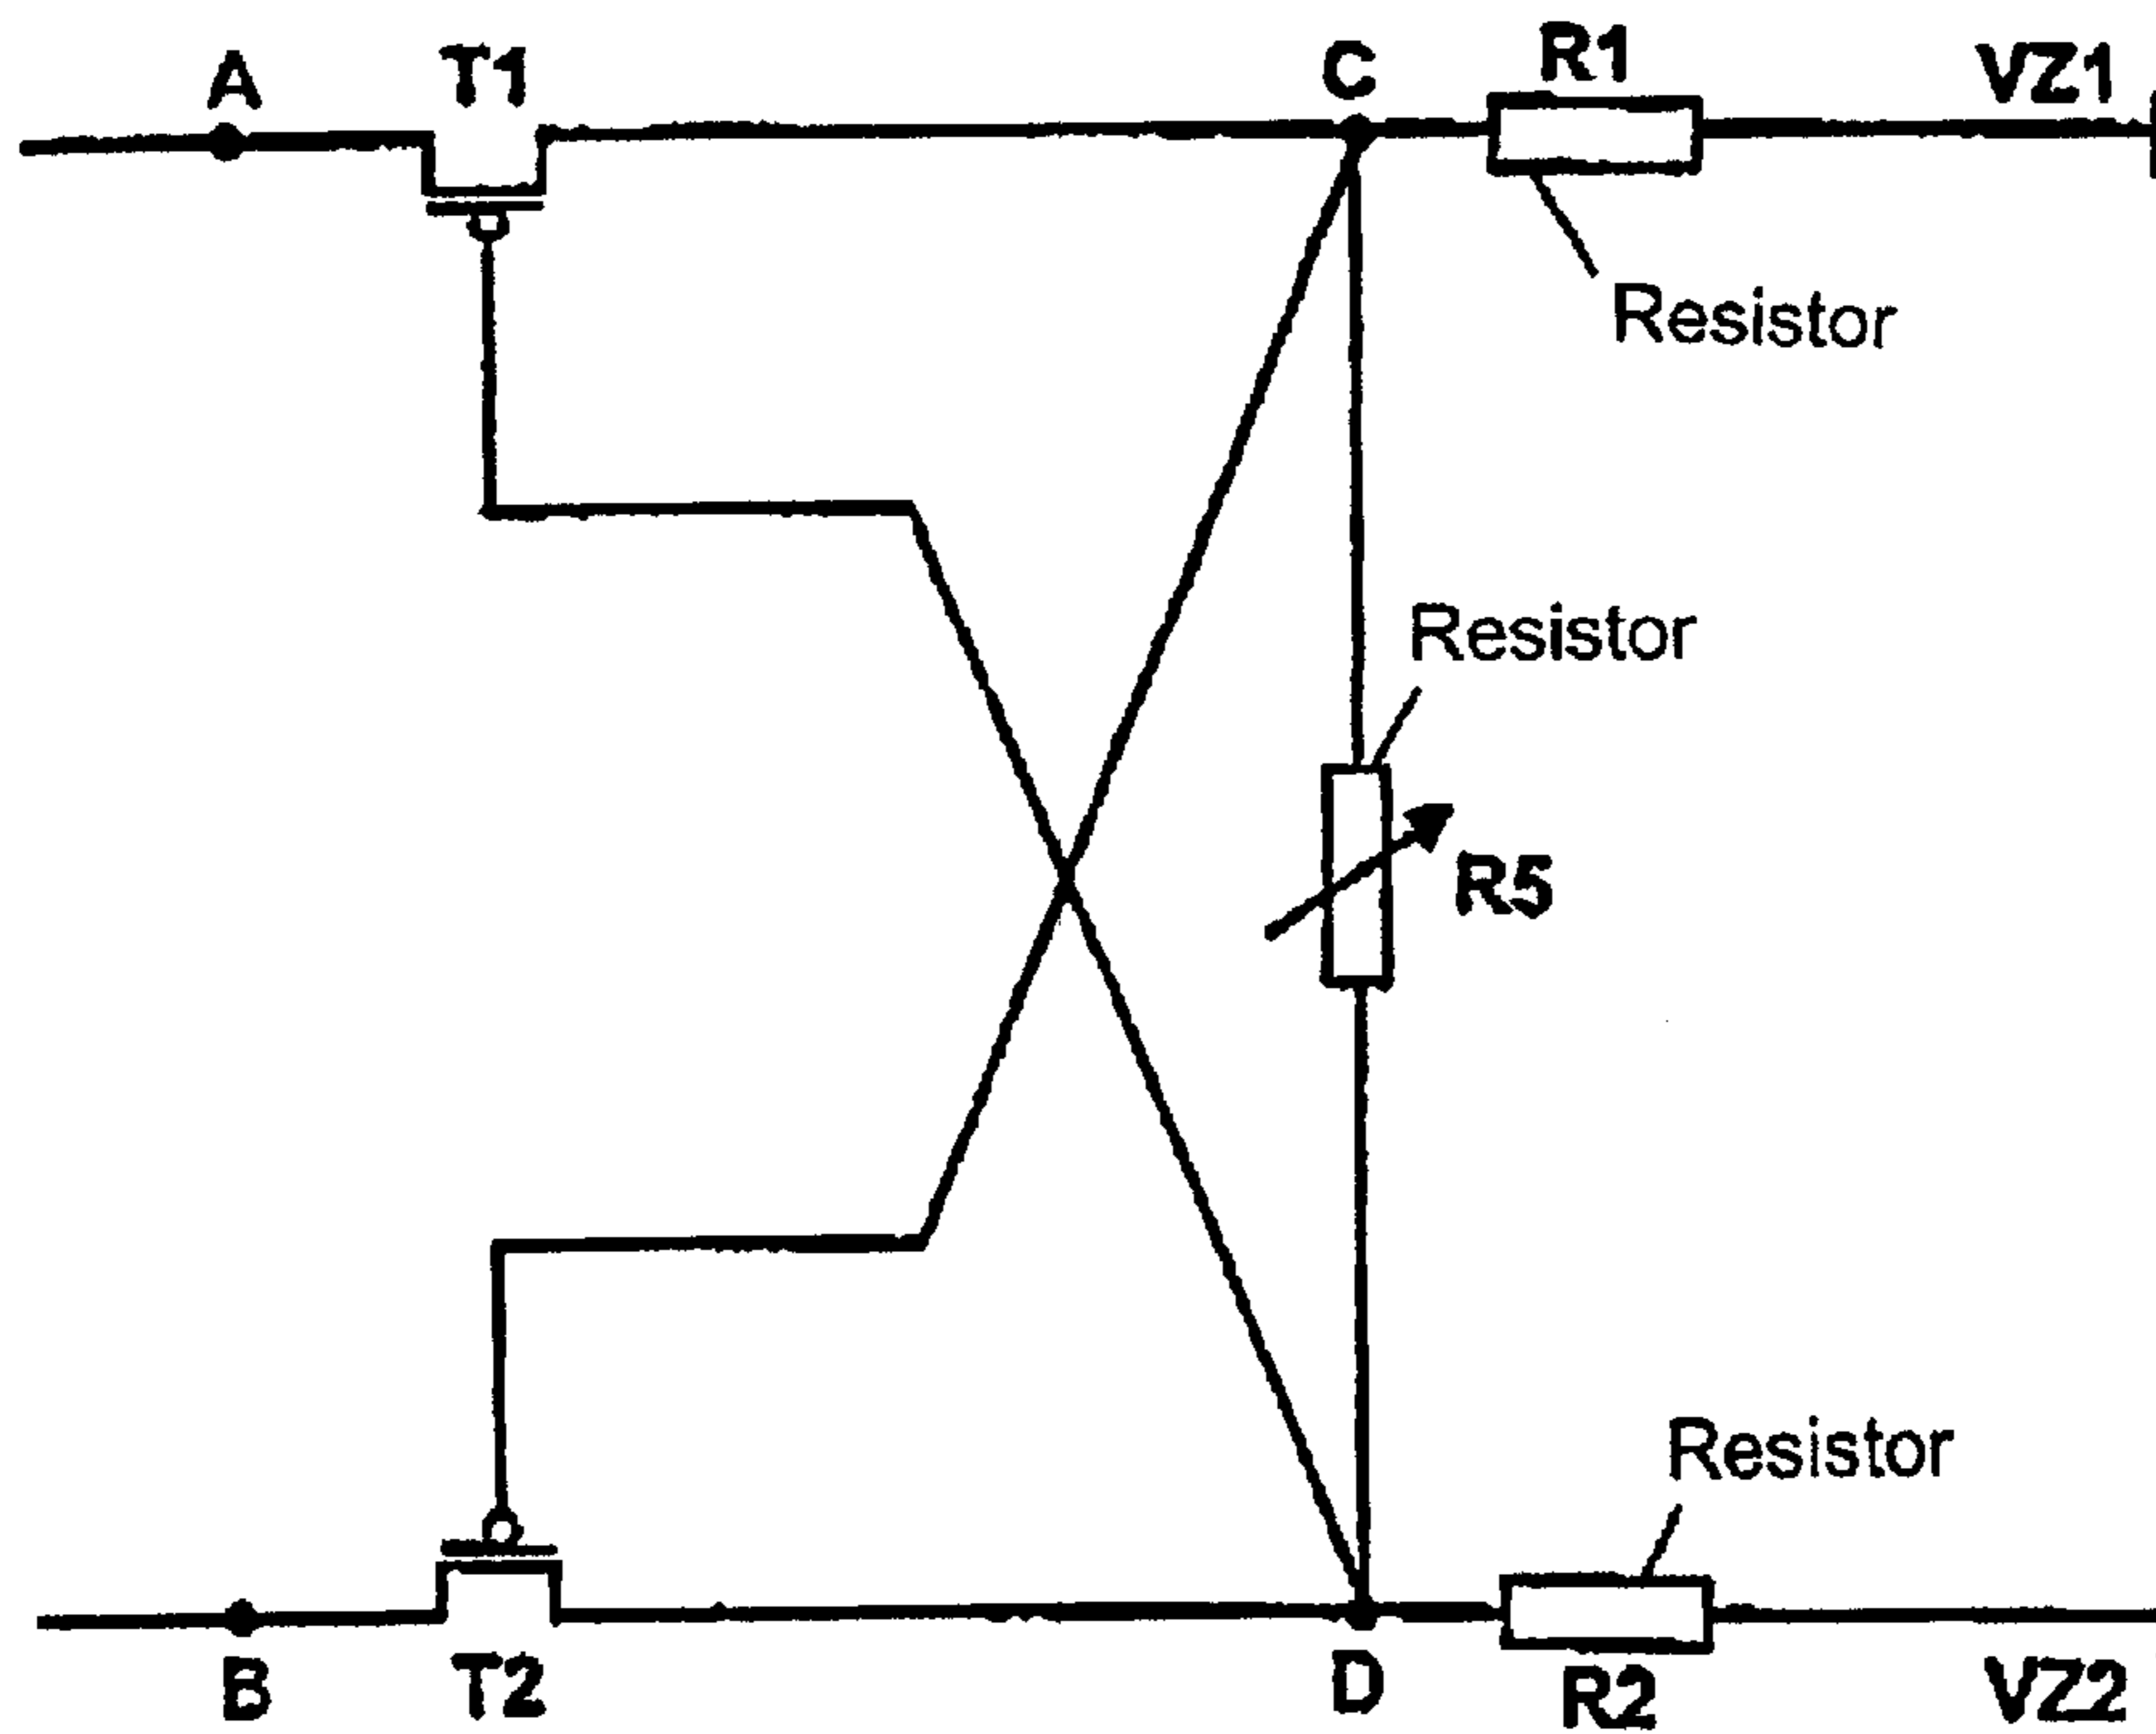 A T1 C R1 VZ1
Resistor
Resistor
R5
Resistor
B T2 D R2 VZ2